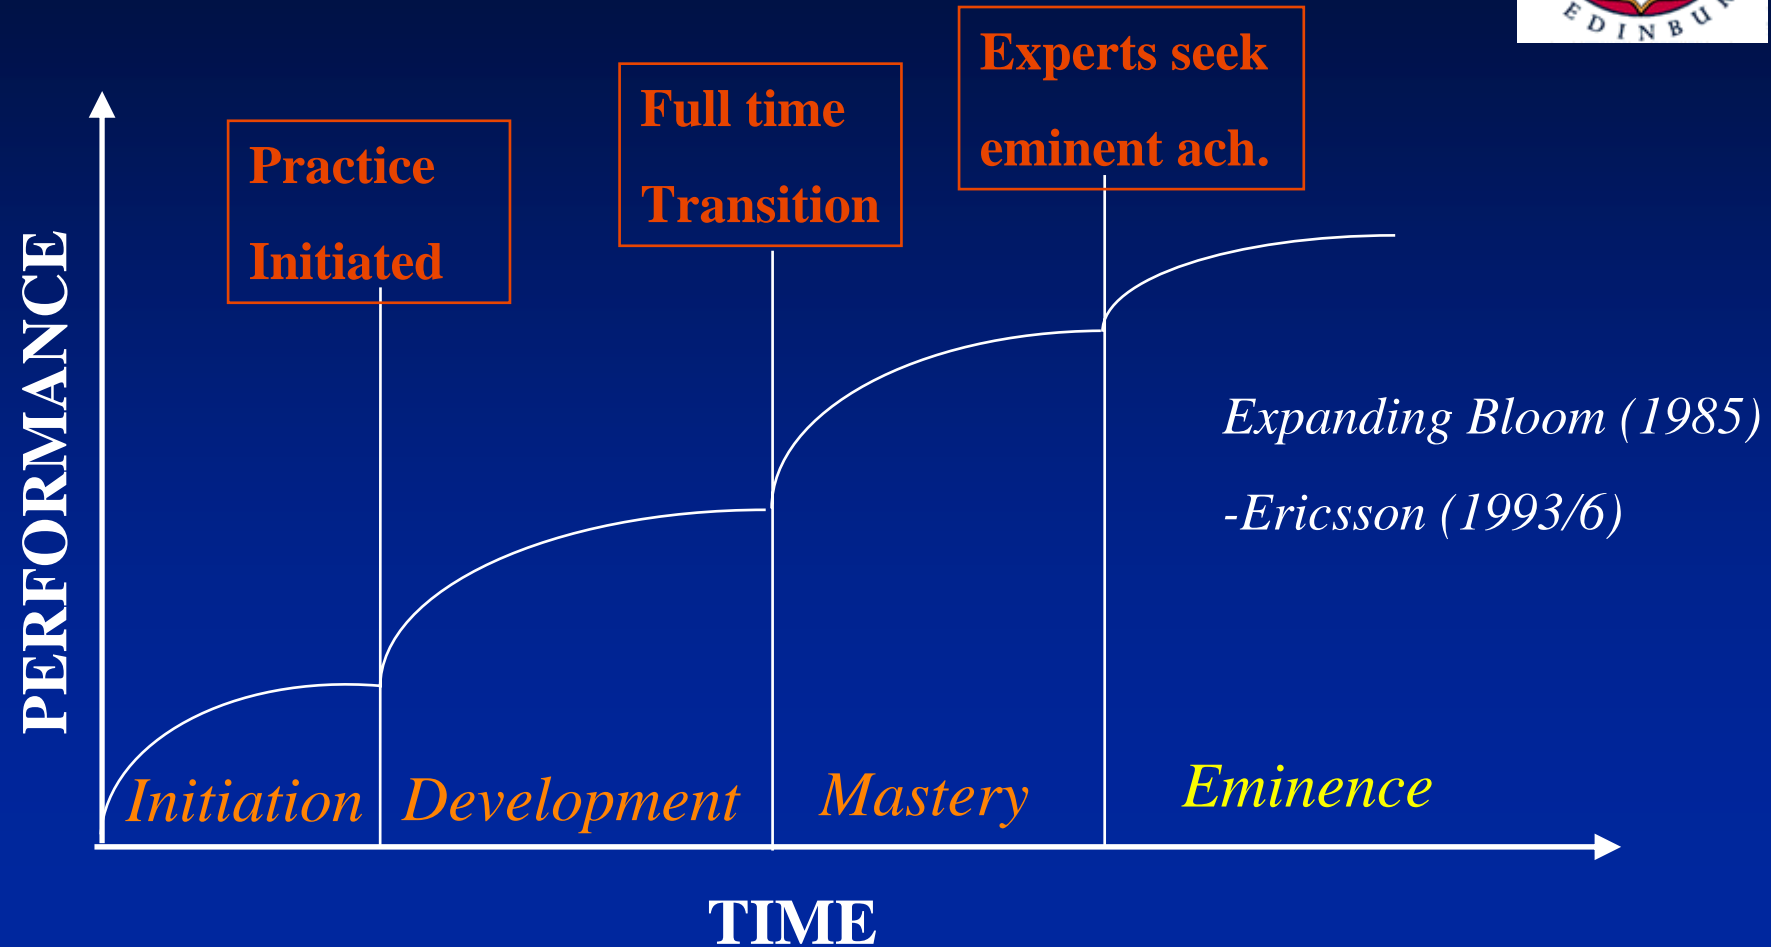 Experts seek
eminent ach.
Full time
Transition
Practice
Initiated
PERFORMANCE
Expanding Bloom (1985)
-Ericsson (1993/6)
Initiation
Development
Mastery
Eminence
TIME